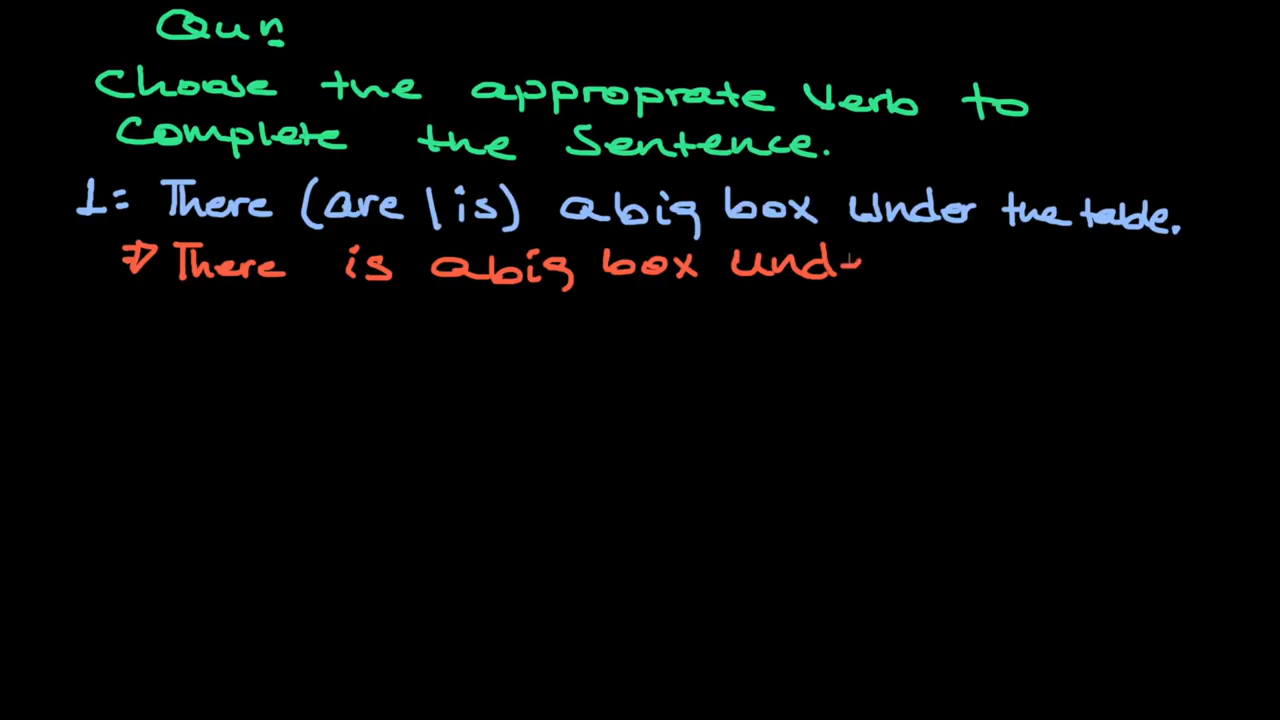 Qun
Choose the approprate verb to
complete the sentence.
1= There (are | is) a big box under the table.
⇒ There is a big box und